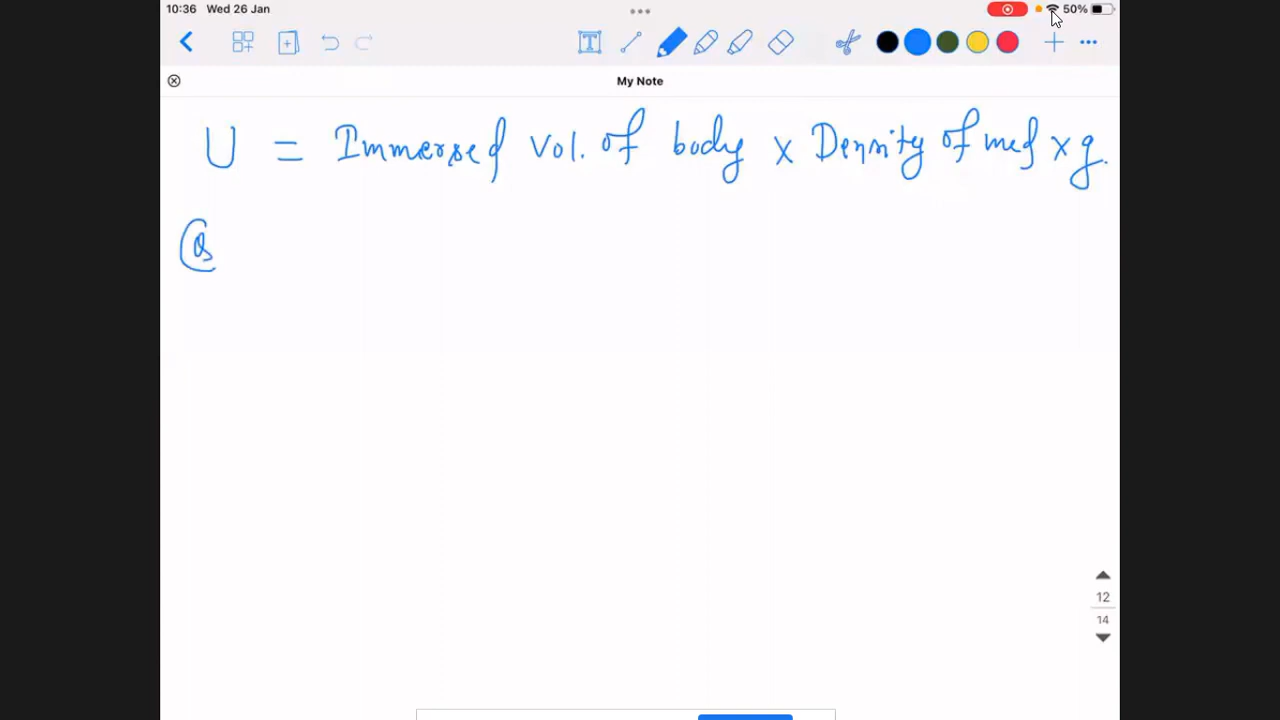 10:36 Wed 26 Jan 50%
My Note
U = Immersed Vol. of body x Density of med x g.
Q
12
14